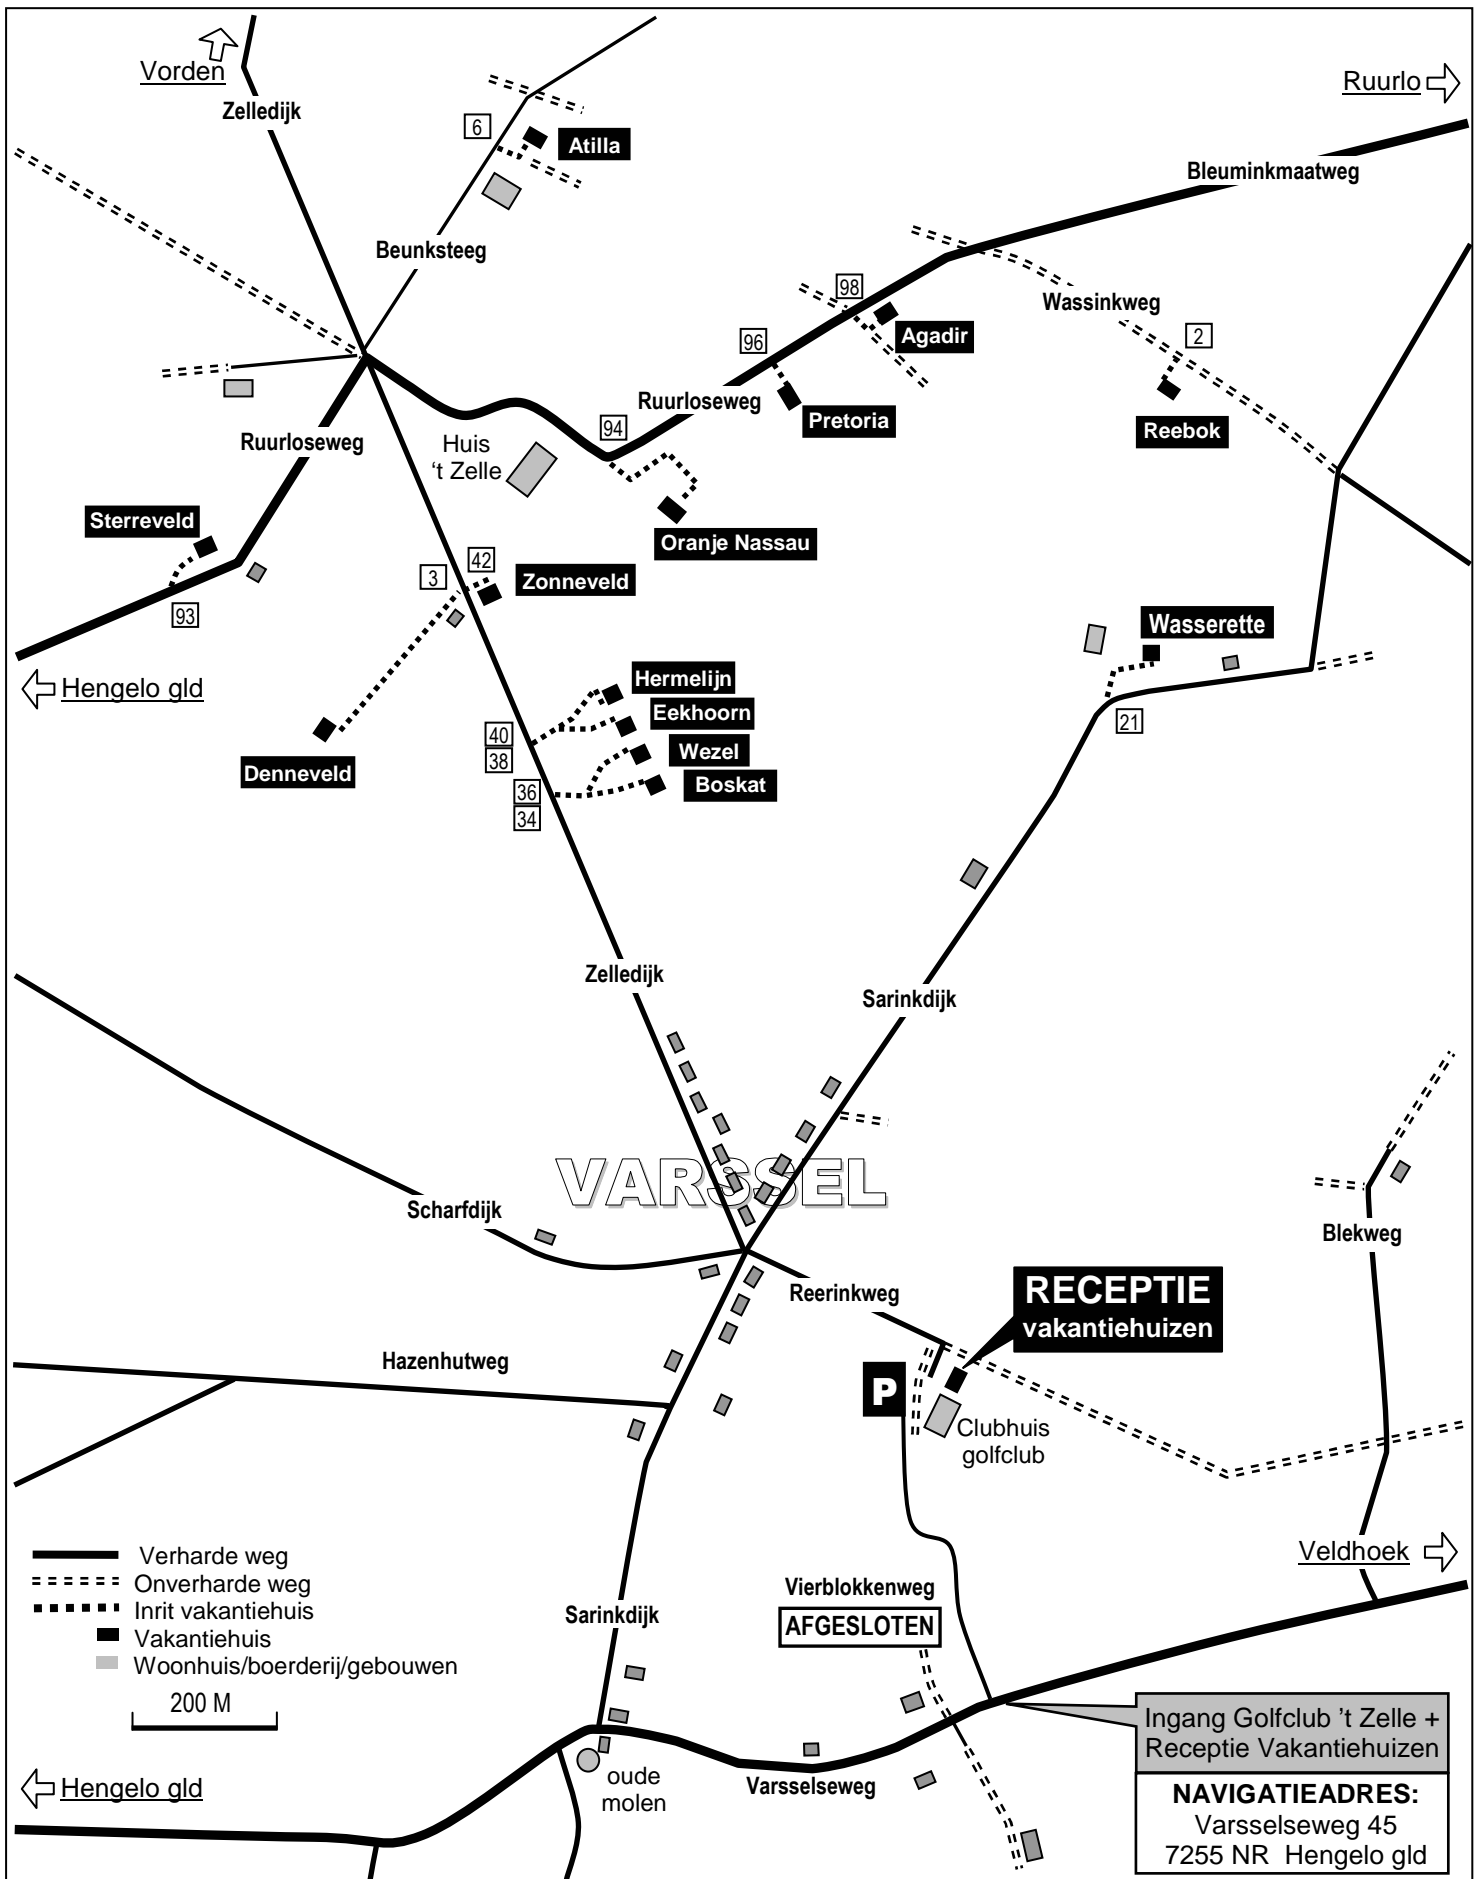 Vorden
Zelledijk
Ruurlo
6
Atilla
Bleuminkmaatweg
Beunksteeg
98
Wassinkweg
Agadir
96
2
Ruurloseweg
Pretoria
Reebok
94
Ruurloseweg
Huis
‘t Zelle
Sterreveld
Oranje Nassau
42
3
Zonneveld
93
Wasserette
Hengelo gld
Hermelijn
Eekhoorn
21
40
38
Wezel
Denneveld
Boskat
36
34
Zelledijk
Sarinkdijk
VARSSEL
Scharfdijk
Blekweg
Reerinkweg
RECEPTIE
vakantiehuizen
Hazenhutweg
P
Clubhuis
golfclub
Verharde weg
Onverharde weg
Inrit vakantiehuis
Vakantiehuis
Woonhuis/boerderij/gebouwen
200 M
Veldhoek
Vierblokkenweg
AFGESLOTEN
Sarinkdijk
Ingang Golfclub ’t Zelle +
Receptie Vakantiehuizen
Hengelo gld
oude
molen
Varsselseweg
NAVIGATIEADRES:
Varsselseweg 45
7255 NR Hengelo gld